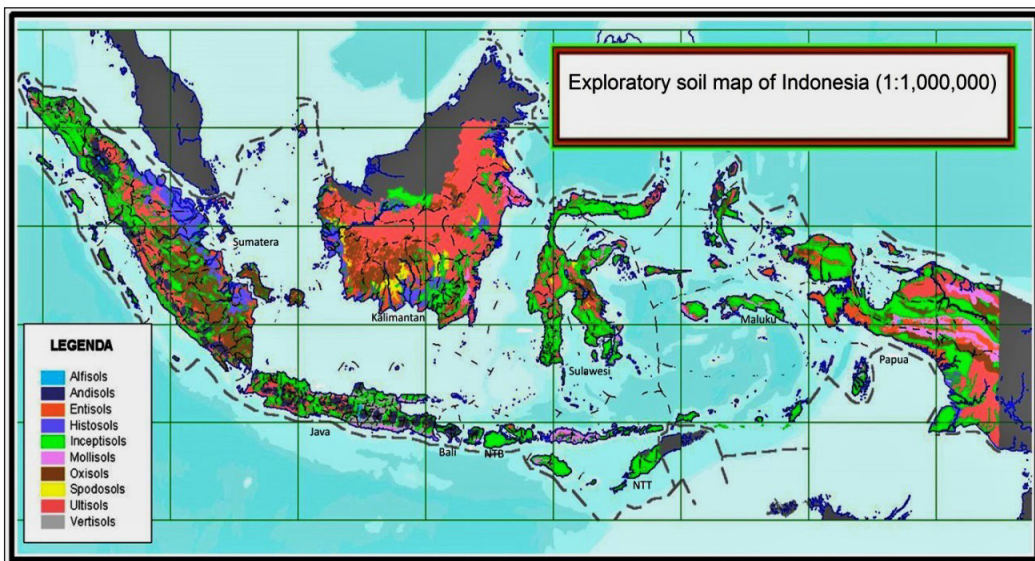 Exploratory soil map of Indonesia (1:1,000,000)
Sumatera
Kalimantan
Sulawesi
Maluku
Papua
Java
Bali
NTB
NTT
LEGENDA
Alfisols
Andisols
Entisols
Histosols
Inceptisols
Mollisols
Oxisols
Spodosols
Ultisols
Vertisols